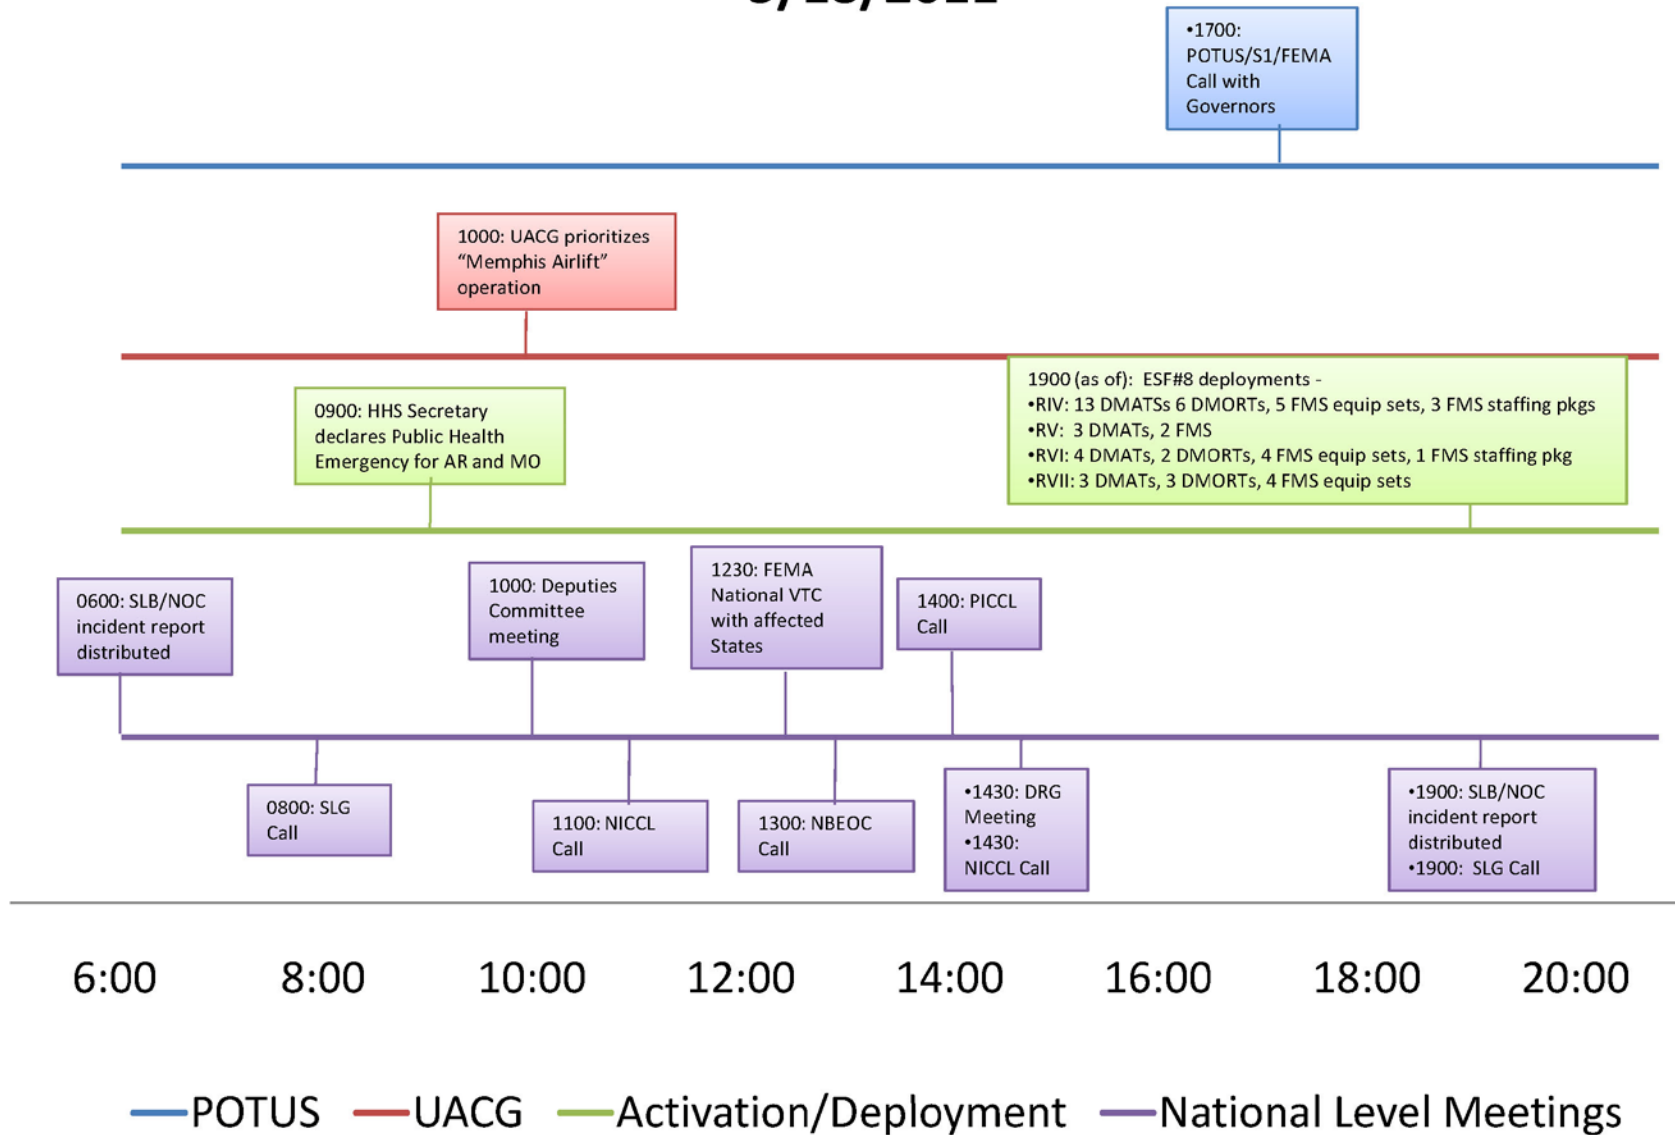 •1700:
POTUS/S1/FEMA
Call with
Governors
1000: UACG prioritizes
“Memphis Airlift”
operation
0900: HHS Secretary
declares Public Health
Emergency for AR and MO
1900 (as of):  ESF#8 deployments -
•RIV: 13 DMATSs 6 DMORTs, 5 FMS equip sets, 3 FMS staffing pkgs
•RV:  3 DMATs, 2 FMS
•RVI: 4 DMATs, 2 DMORTs, 4 FMS equip sets, 1 FMS staffing pkg
•RVII: 3 DMATs, 3 DMORTs, 4 FMS equip sets
0600: SLB/NOC
incident report
distributed
1000: Deputies
Committee
meeting
1230: FEMA
National VTC
with affected
States
1400: PICCL
Call
0800: SLG
Call
1100: NICCL
Call
1300: NBEOC
Call
•1430: DRG
Meeting
•1430:
NICCL Call
•1900: SLB/NOC
incident report
distributed
•1900:  SLG Call
6:00 8:00 10:00 12:00 14:00 16:00 18:00 20:00
POTUS UACG Activation/Deployment National Level Meetings